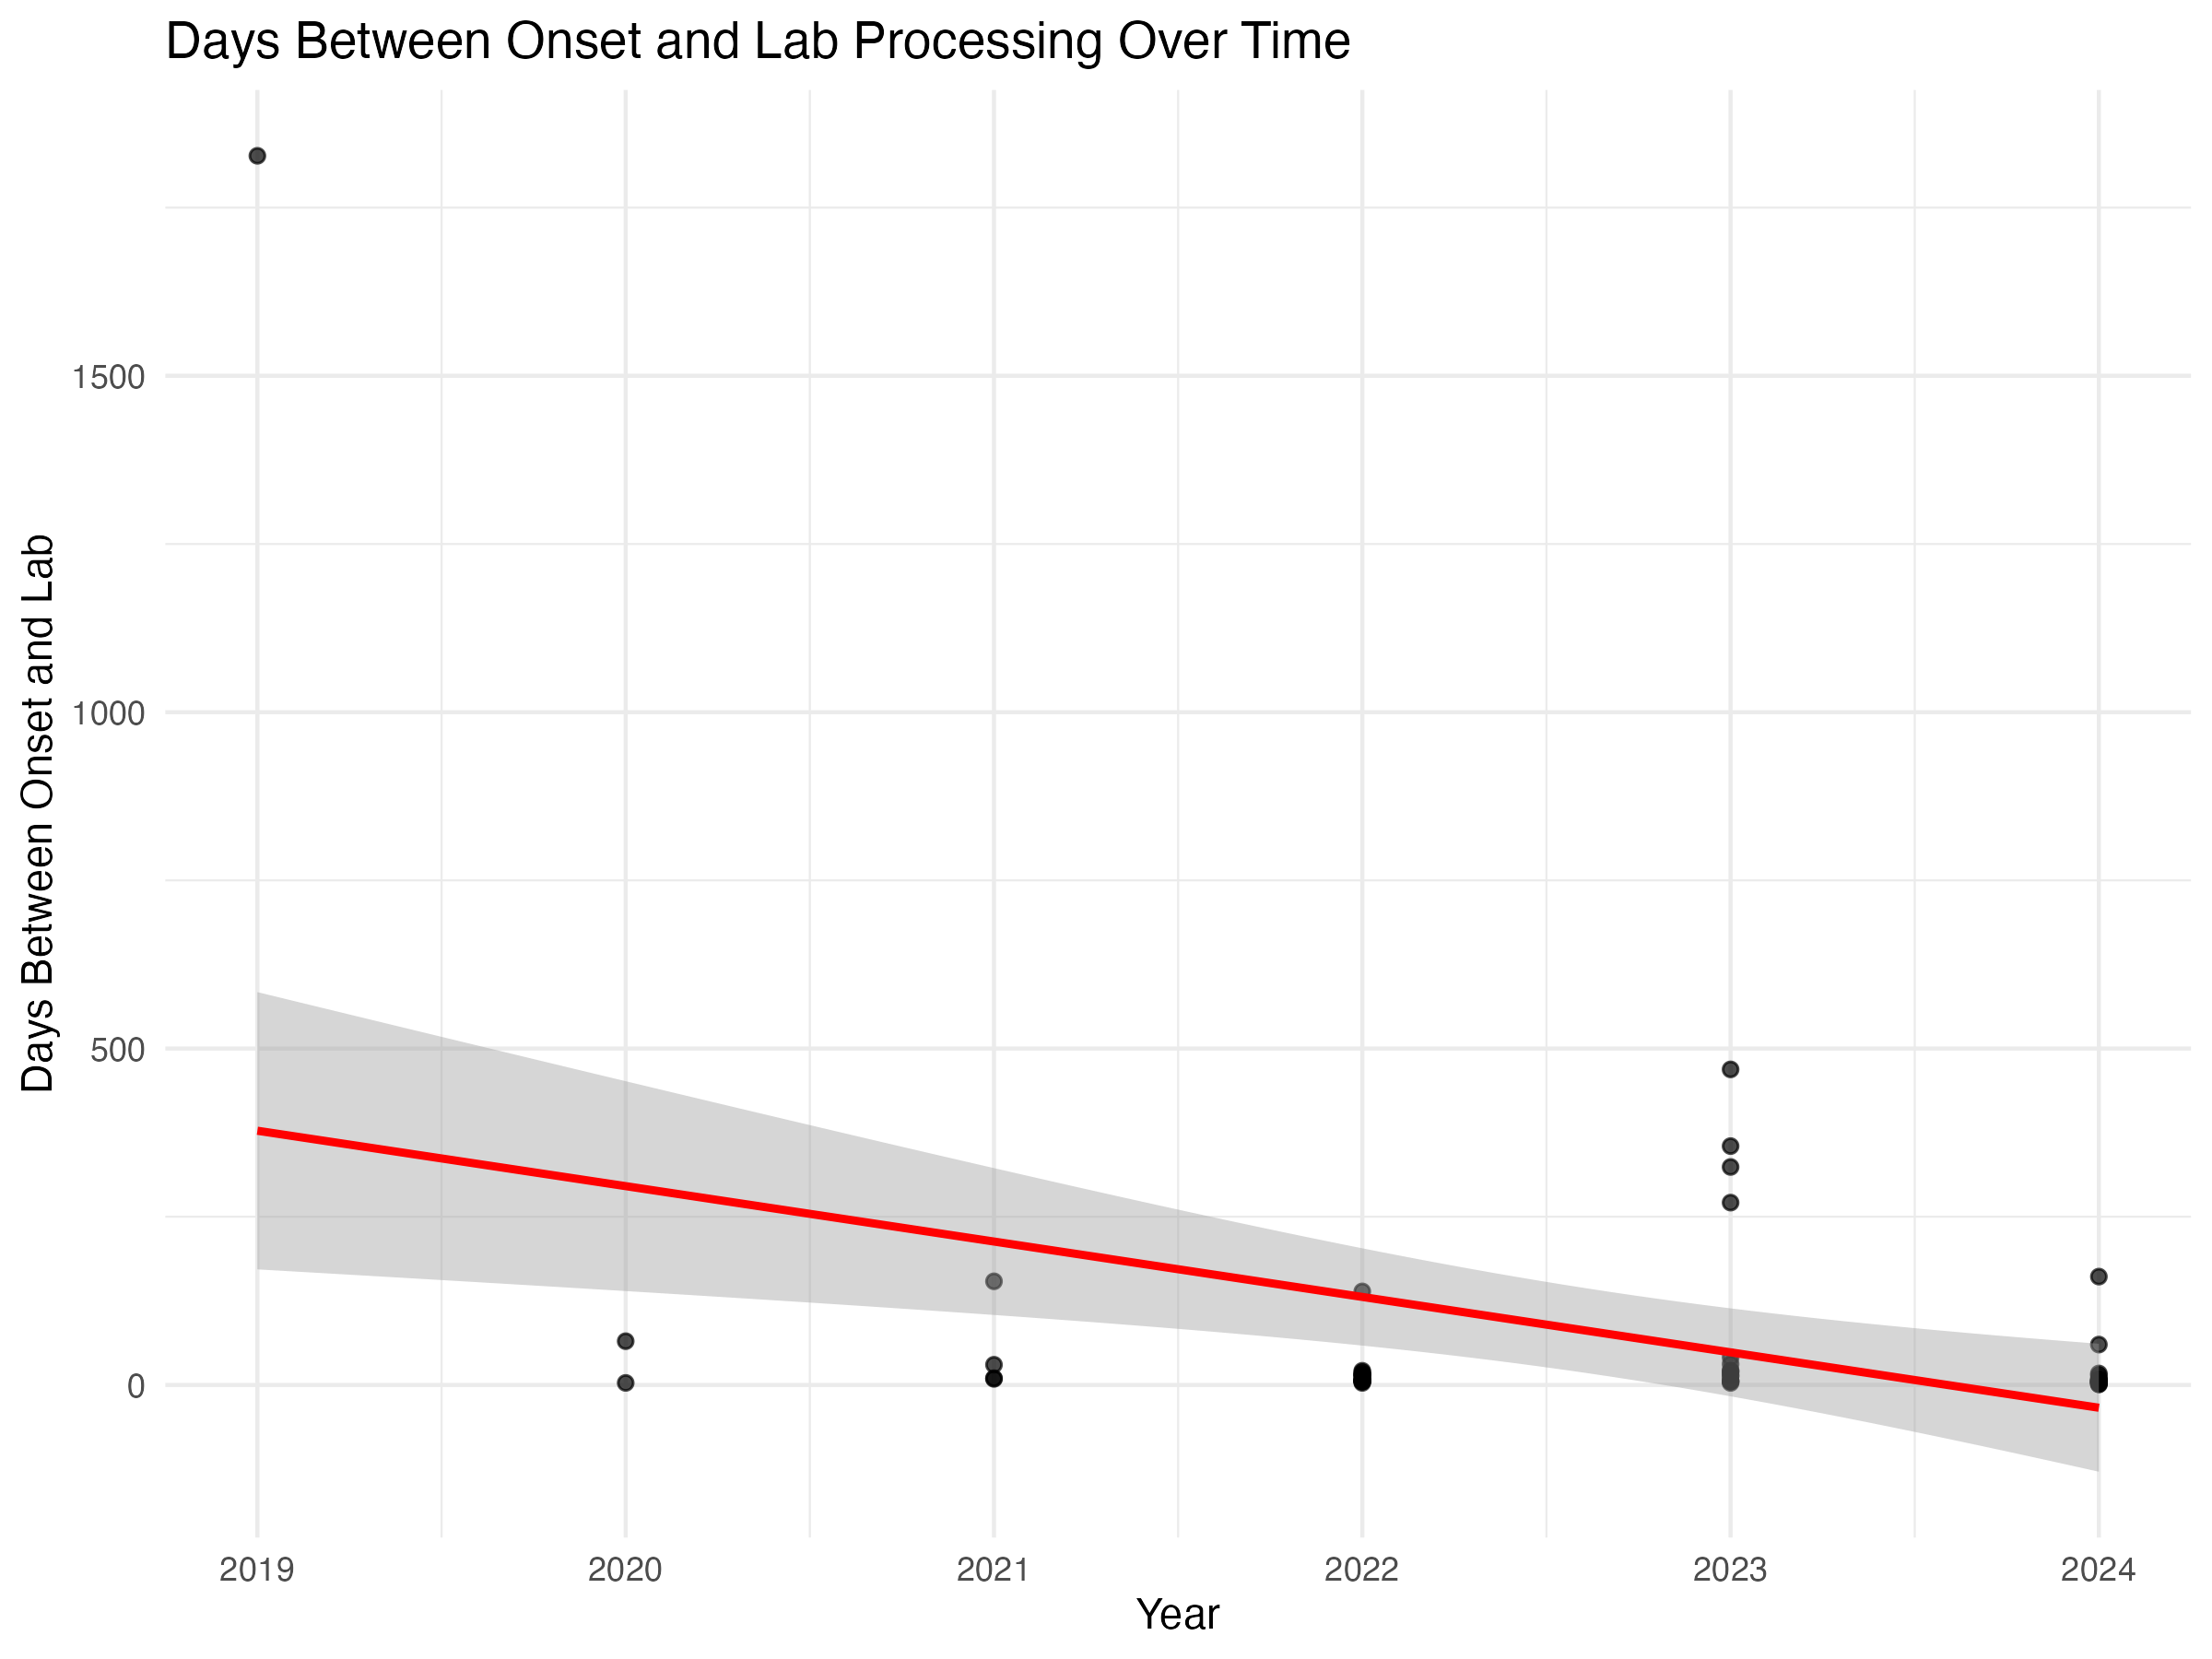 Days Between Onset and Lab Processing Over Time
Days Between Onset and Lab
1500
1000
500
0
2019 2020 2021 2022 2023 2024
Year